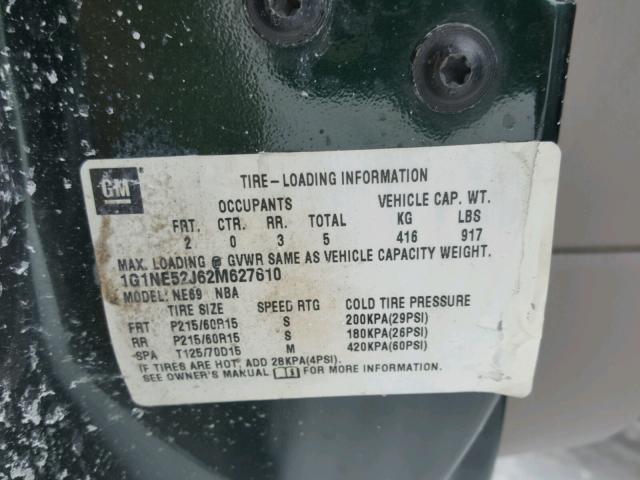 GM
TIRE-LOADING INFORMATION
OCCUPANTS VEHICLE CAP. WT.
FRT. CTR. RR. TOTAL KG LBS
2 0 3 5 416 917
MAX. LOADING @ GVWR SAME AS VEHICLE CAPACITY WEIGHT.
1G1NE52J62M627610
MODEL NE69 NBA
TIRE SIZE SPEED RTG COLD TIRE PRESSURE
FRT P215/60R15 S 200KPA(29PSI)
RR P215/60R15 S 180KPA(26PSI)
SPA T125/70D15 M 420KPA(60PSI)
IF TIRES ARE HOT, ADD 28KPA(4PSI).
SEE OWNER'S MANUAL FOR MORE INFORMATION.